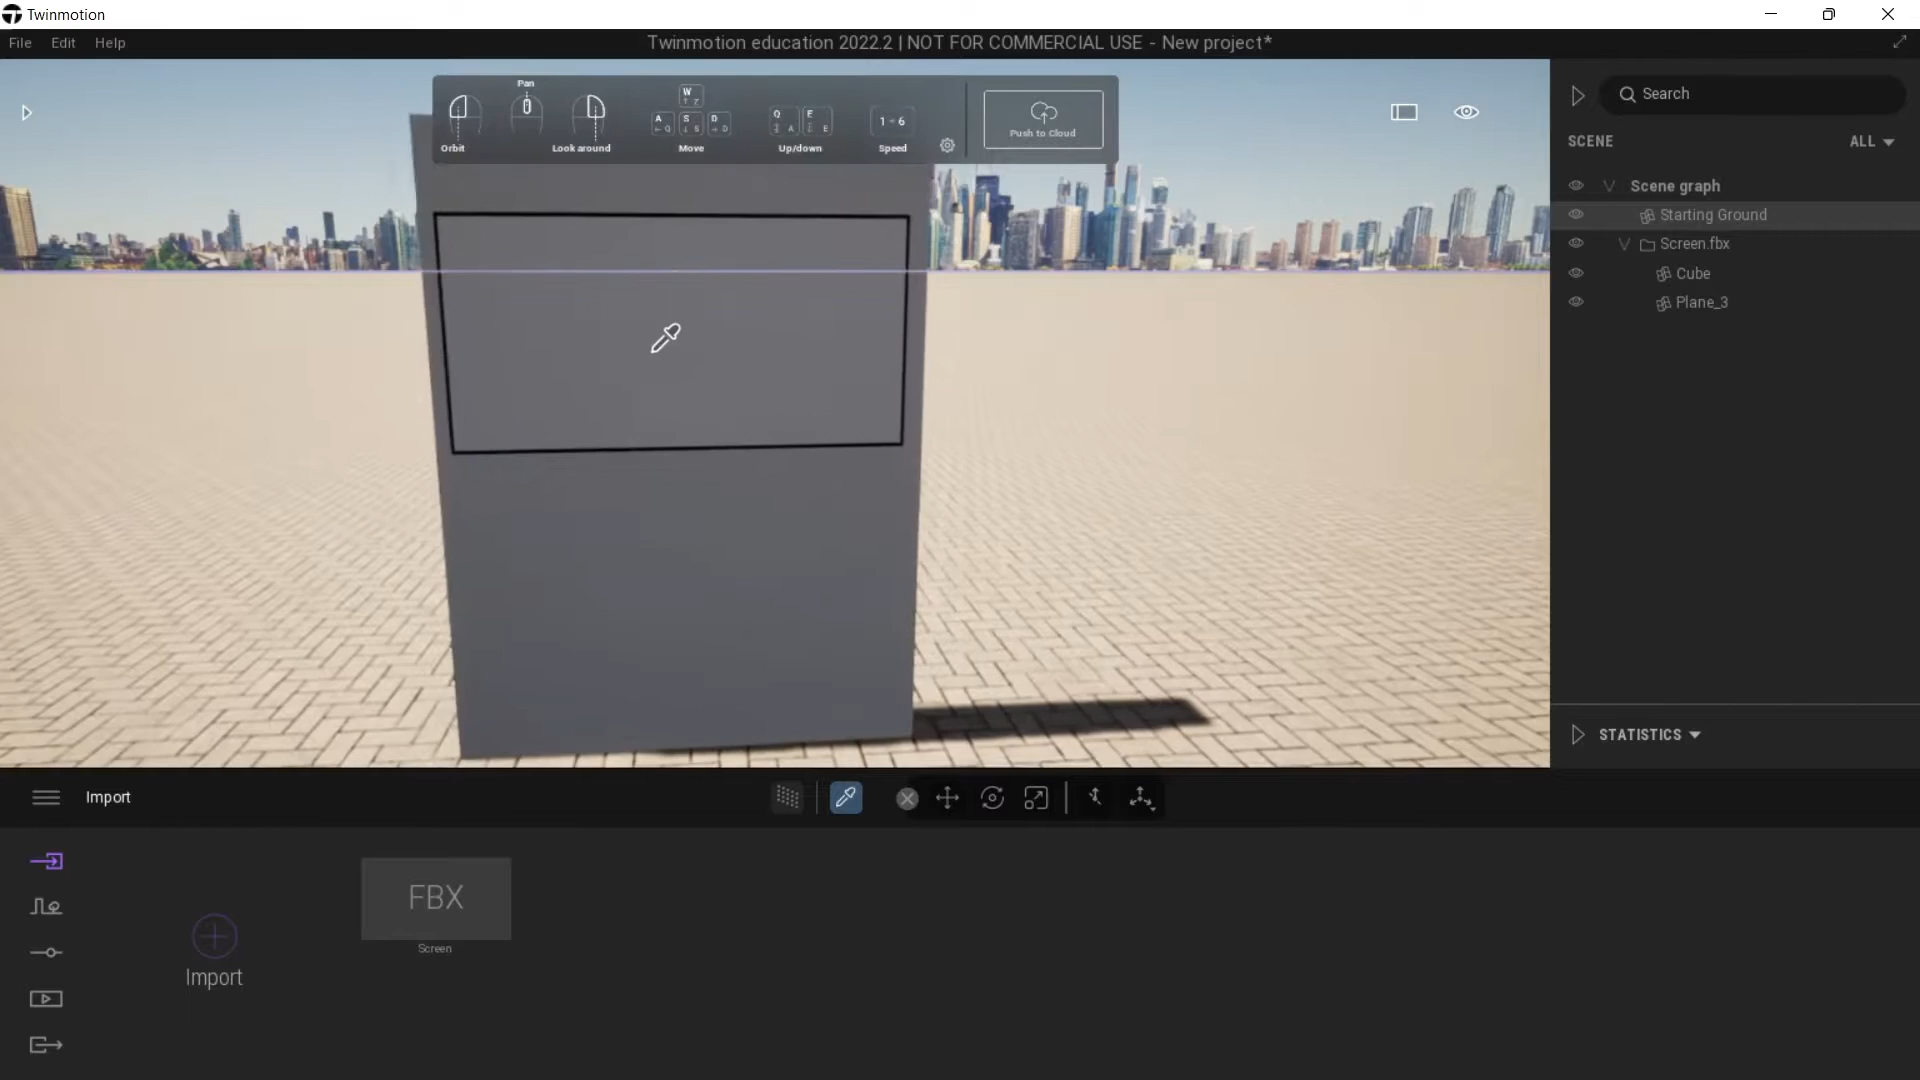 Twinmotion
File Edit Help
Twinmotion education 2022.2 | NOT FOR COMMERCIAL USE - New project*
Pan
W
Z
A S D
Q
S
D
Q E
A
E
1 - 6
Orbit
Look around
Move
Up/down
Speed
Push to Cloud
Search
SCENE
ALL
Scene graph
Starting Ground
Screen.fbx
Cube
Plane_3
STATISTICS
Import
FBX
Screen
Import